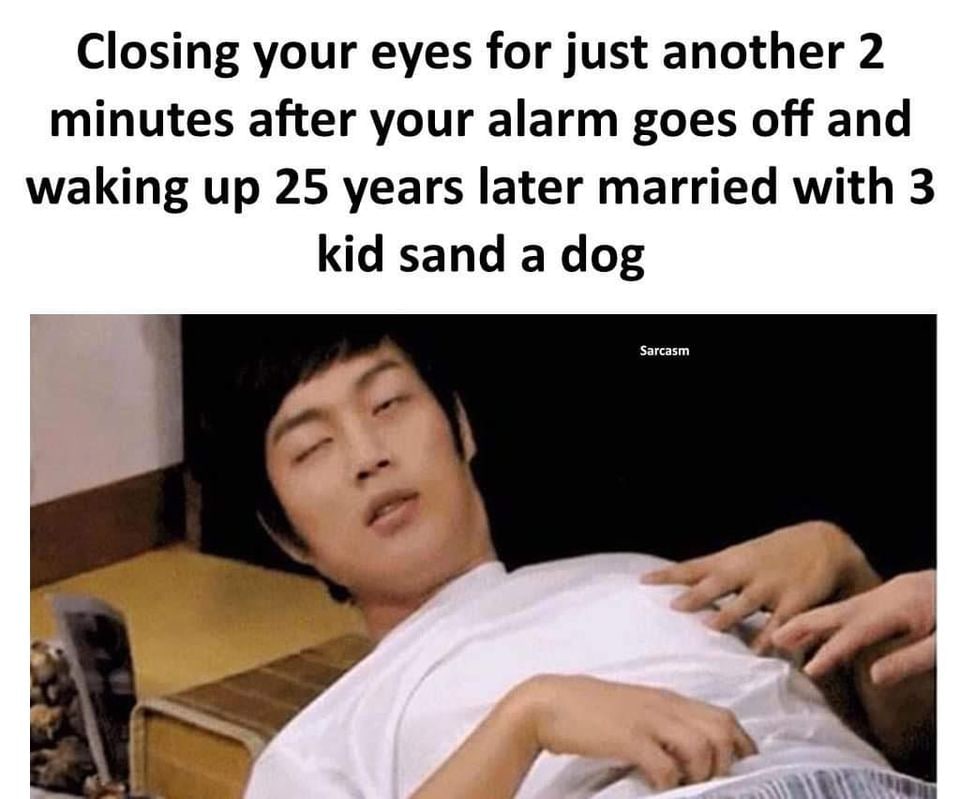 Closing your eyes for just another 2
minutes after your alarm goes off and
waking up 25 years later married with 3
kid sand a dog
Sarcasm